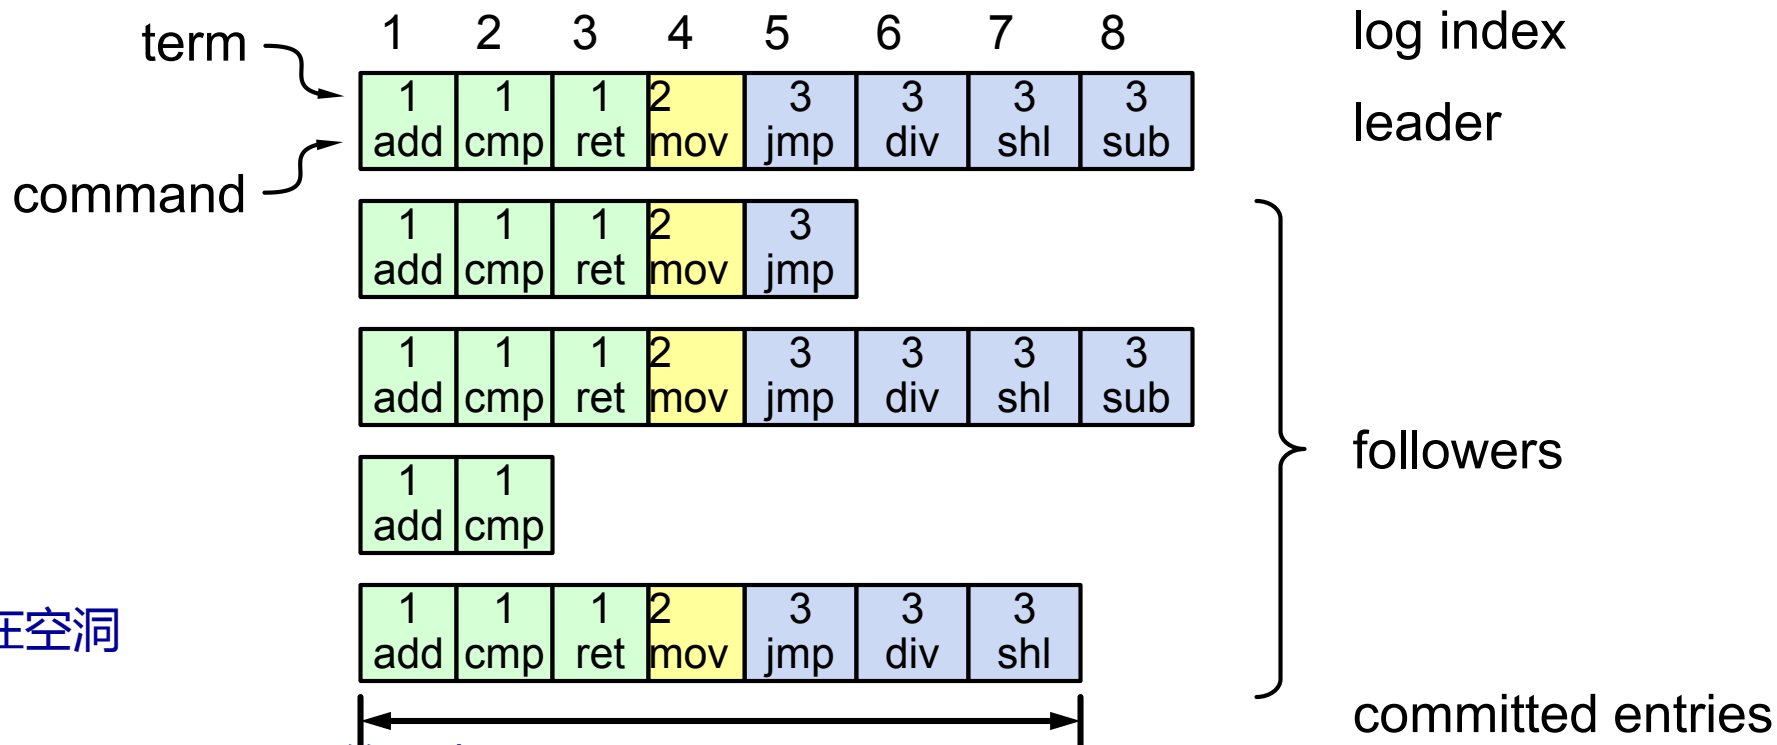 term 1 2 3 4 5 6 7 8 log index
1 1 1 2 3 3 3 3
add cmp ret mov jmp div shl sub leader
command
1 1 1 2 3
add cmp ret mov jmp
1 1 1 2 3 3 3 3
add cmp ret mov jmp div shl sub
followers
1 1
add cmp
1 1 1 2 3 3 3
空洞 add cmp ret mov jmp div shl
committed entries